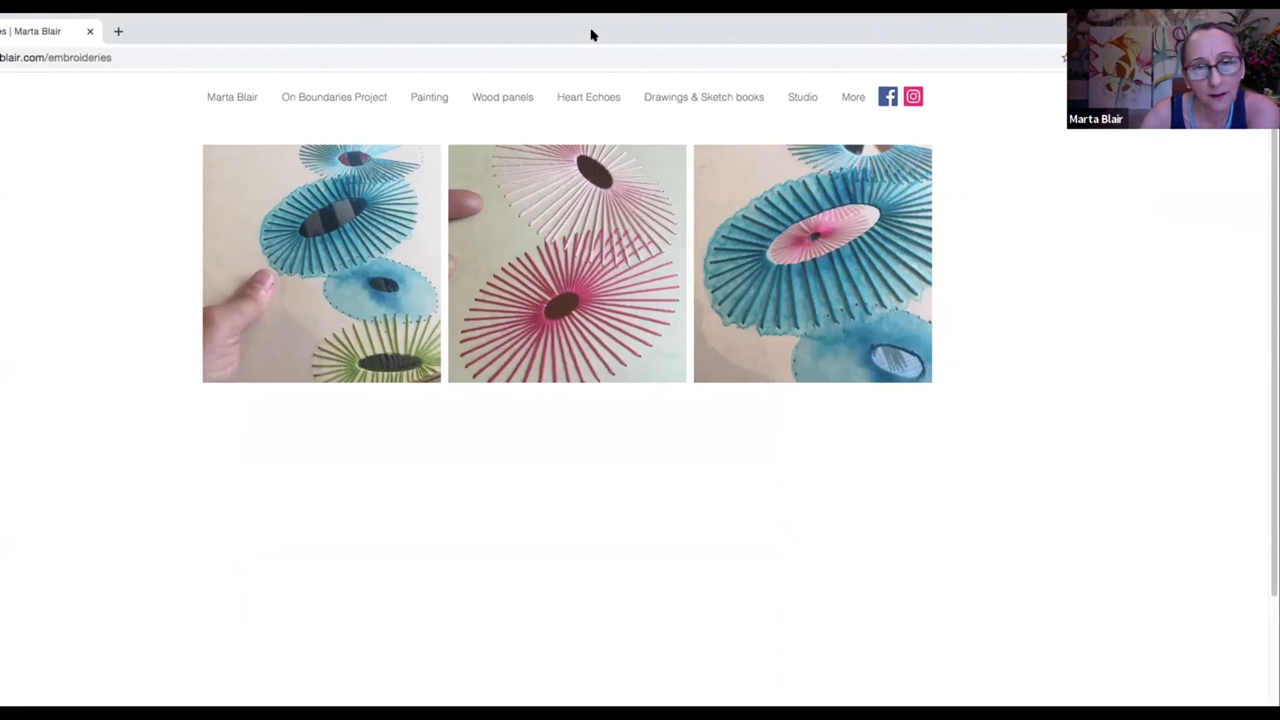 s | Marta Blair
blair.com/embroideries
Marta Blair
On Boundaries Project
Painting
Wood panels
Heart Echoes
Drawings & Sketch books
Studio
More
Marta Blair